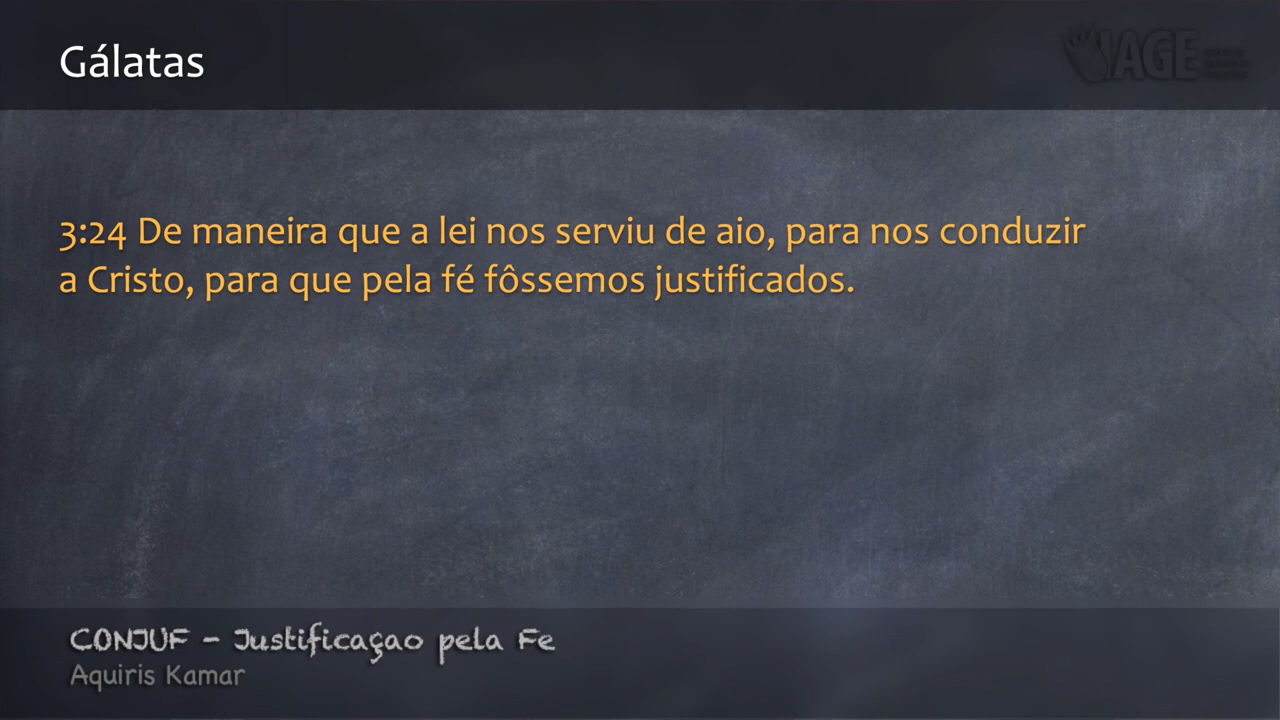 Gálatas
IAGE
3:24 De maneira que a lei nos serviu de aio, para nos conduzir
a Cristo, para que pela fé fôssemos justificados.
CONJUF - Justificaçao pela Fe
Aquiris Kamar